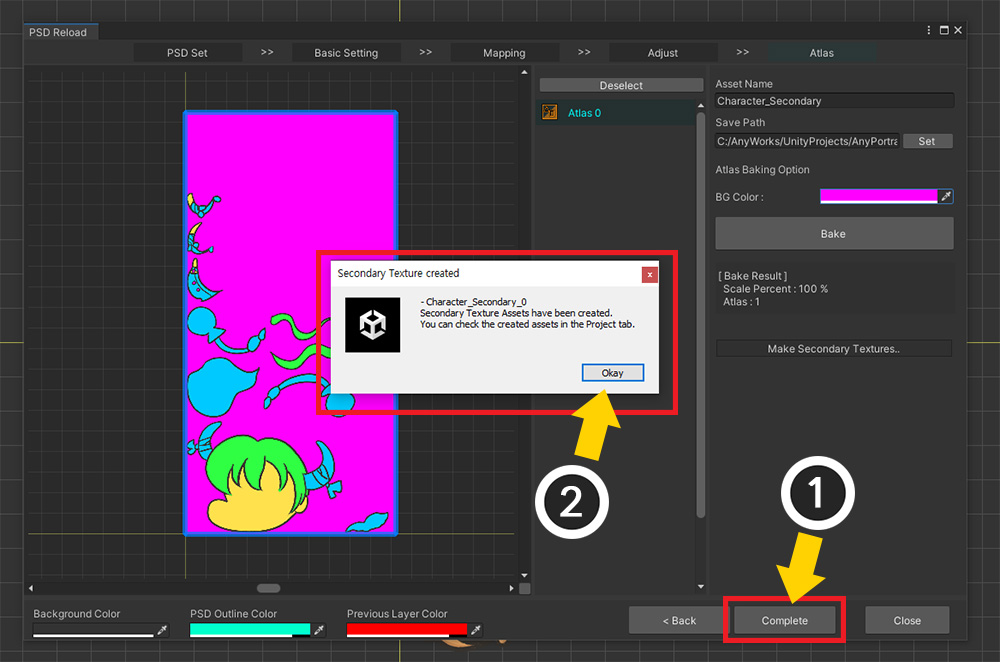 PSD Reload
PSD Set >> Basic Setting >> Mapping >> Adjust >> Atlas
Deselect
Atlas 0
Asset Name
Character_Secondary
Save Path
C:/AnyWorks/UnityProjects/AnyPortra
Set
Atlas Baking Option
BG Color :
Bake
[ Bake Result ]
Scale Percent : 100 %
Atlas : 1
Make Secondary Textures..
Secondary Texture created
x
- Character_Secondary_0
Secondary Texture Assets have been created.
You can check the created assets in the Project tab.
Okay
2
1
Background Color
PSD Outline Color
Previous Layer Color
< Back
Complete
Close